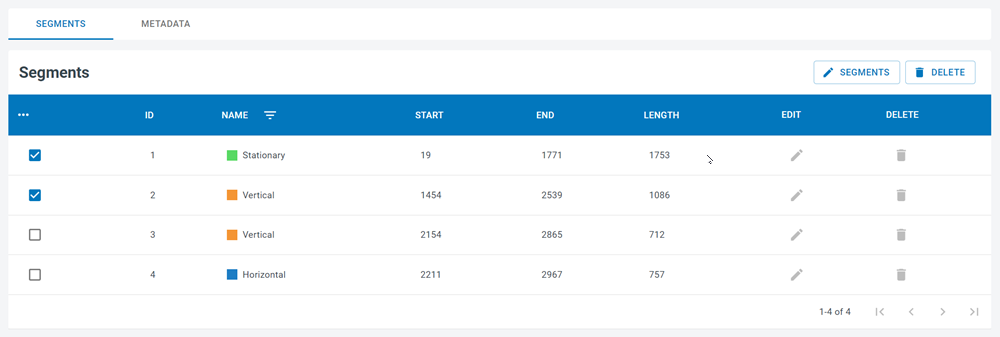 SEGMENTS METADATA
Segments SEGMENTS DELETE
ID NAME START END LENGTH EDIT DELETE
1 Stationary 19 1771 1753
2 Vertical 1454 2539 1086
3 Vertical 2154 2865 712
4 Horizontal 2211 2967 757
1-4 of 4